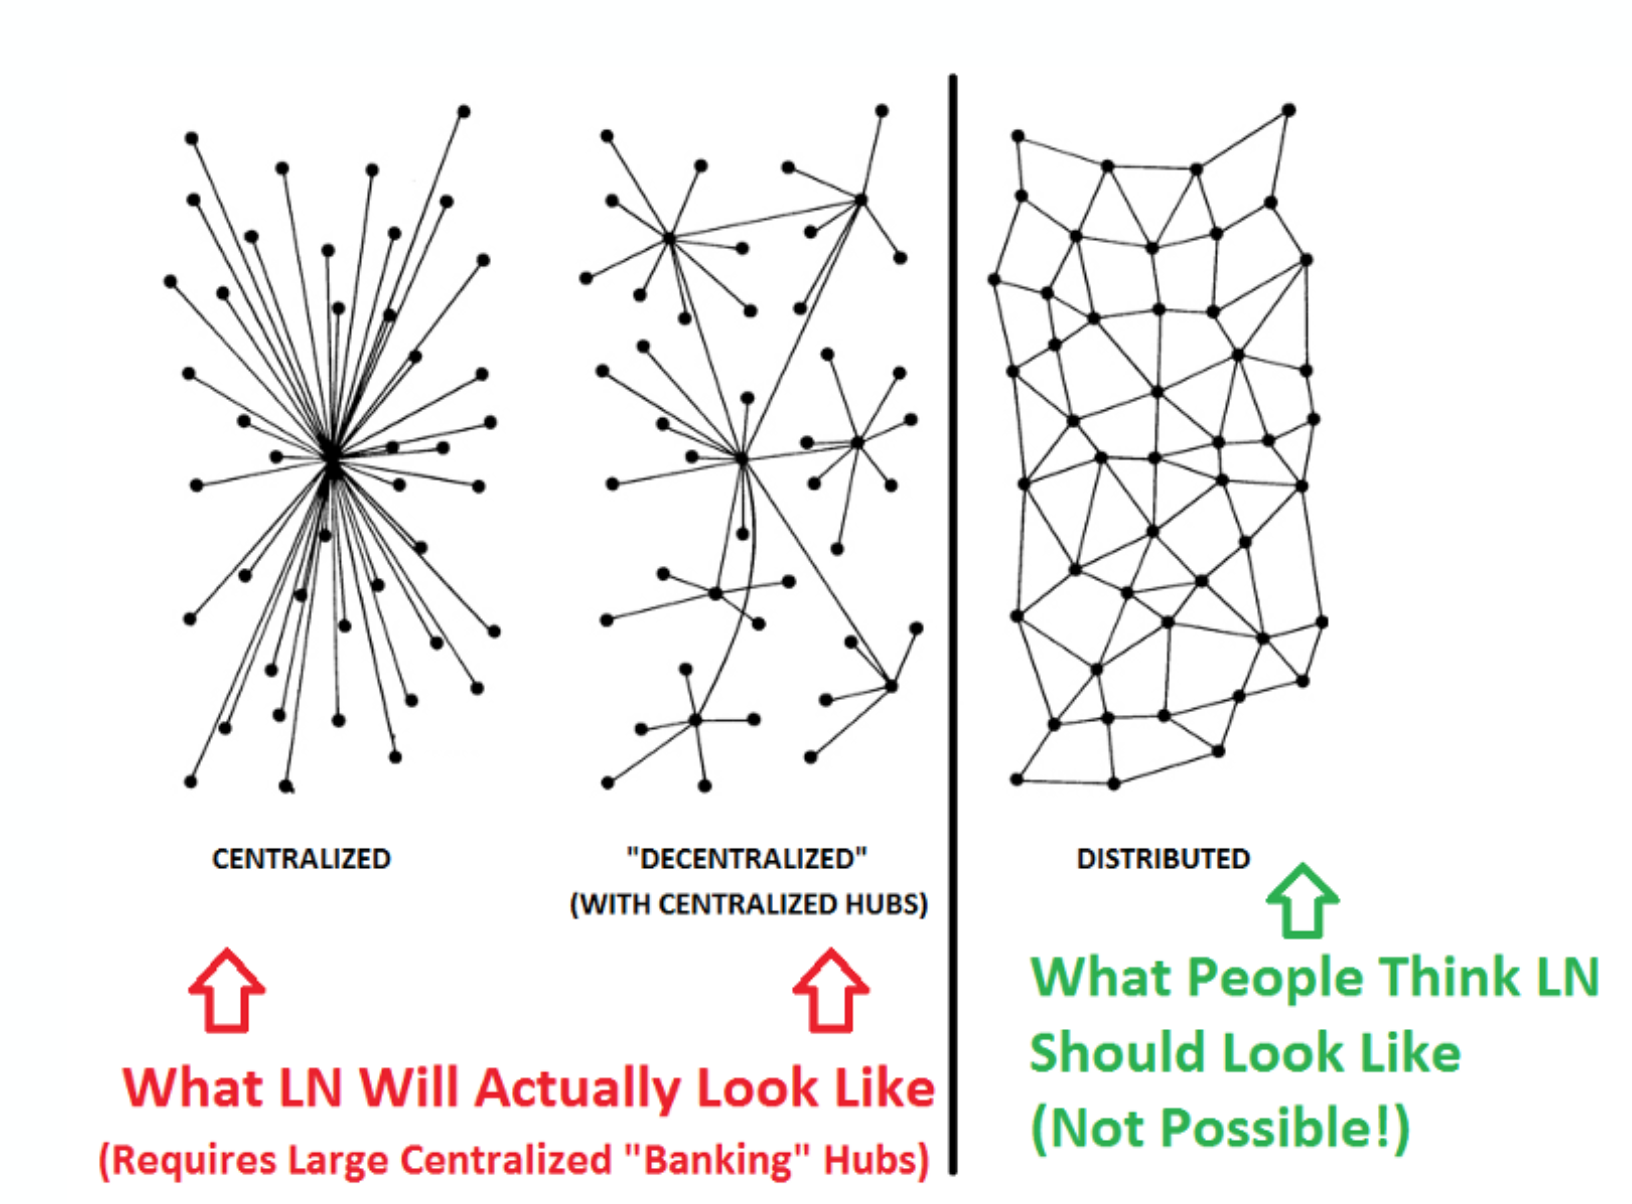 CENTRALIZED
"DECENTRALIZED"
(WITH CENTRALIZED HUBS)
DISTRIBUTED
What LN Will Actually Look Like
(Requires Large Centralized "Banking" Hubs)
What People Think LN
Should Look Like
(Not Possible!)